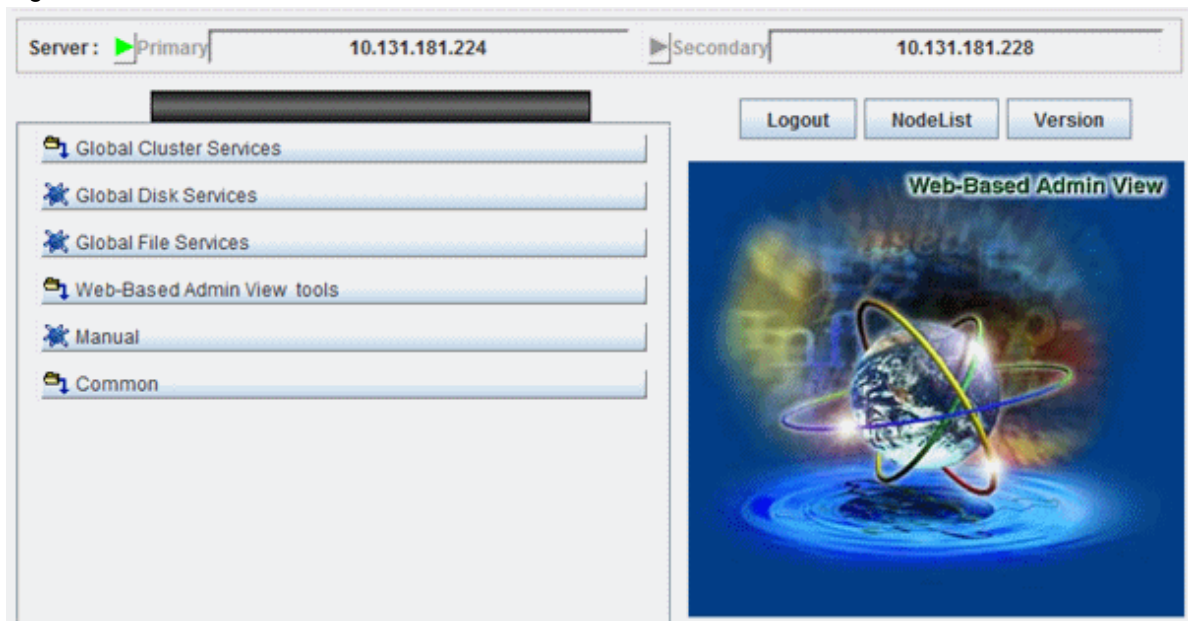 Server : Primary 10.131.181.224 Secondary 10.131.181.228
Logout NodeList Version
Global Cluster Services
Global Disk Services
Global File Services
Web-Based Admin View tools
Manual
Common
Web-Based Admin View